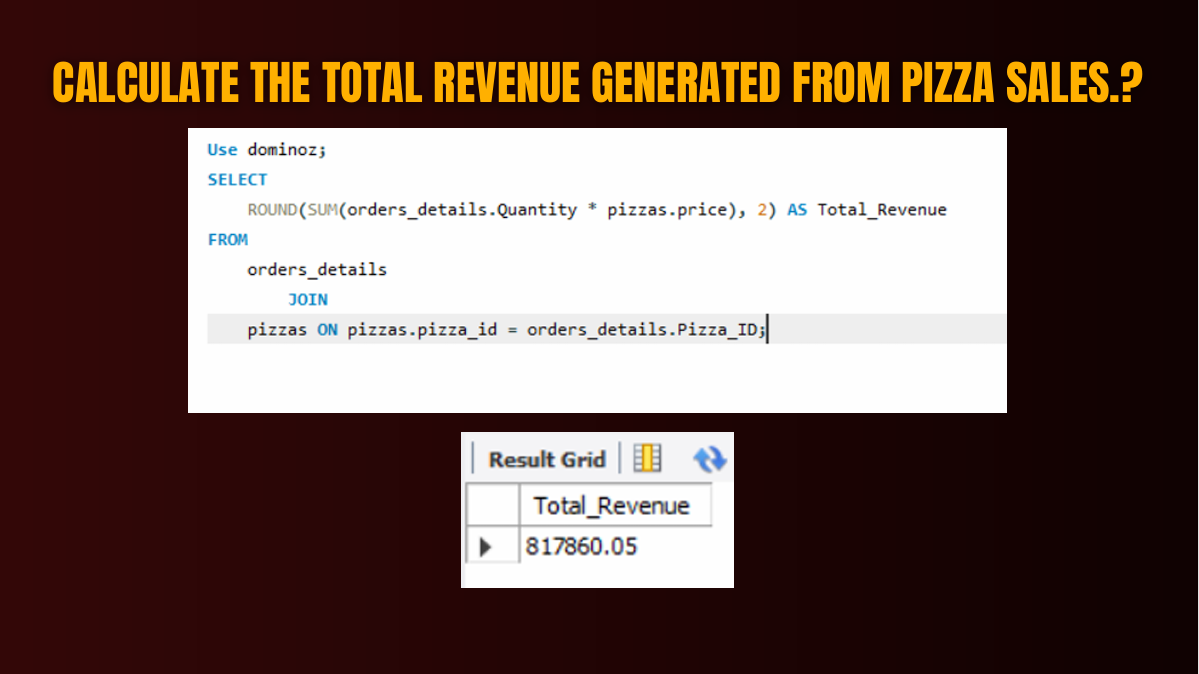 CALCULATE THE TOTAL REVENUE GENERATED FROM PIZZA SALES.?
Use dominoz;
SELECT
ROUND(SUM(orders_details.Quantity * pizzas.price), 2) AS Total_Revenue
FROM
orders_details
JOIN
pizzas ON pizzas.pizza_id = orders_details.Pizza_ID;
Result Grid
Total_Revenue
817860.05